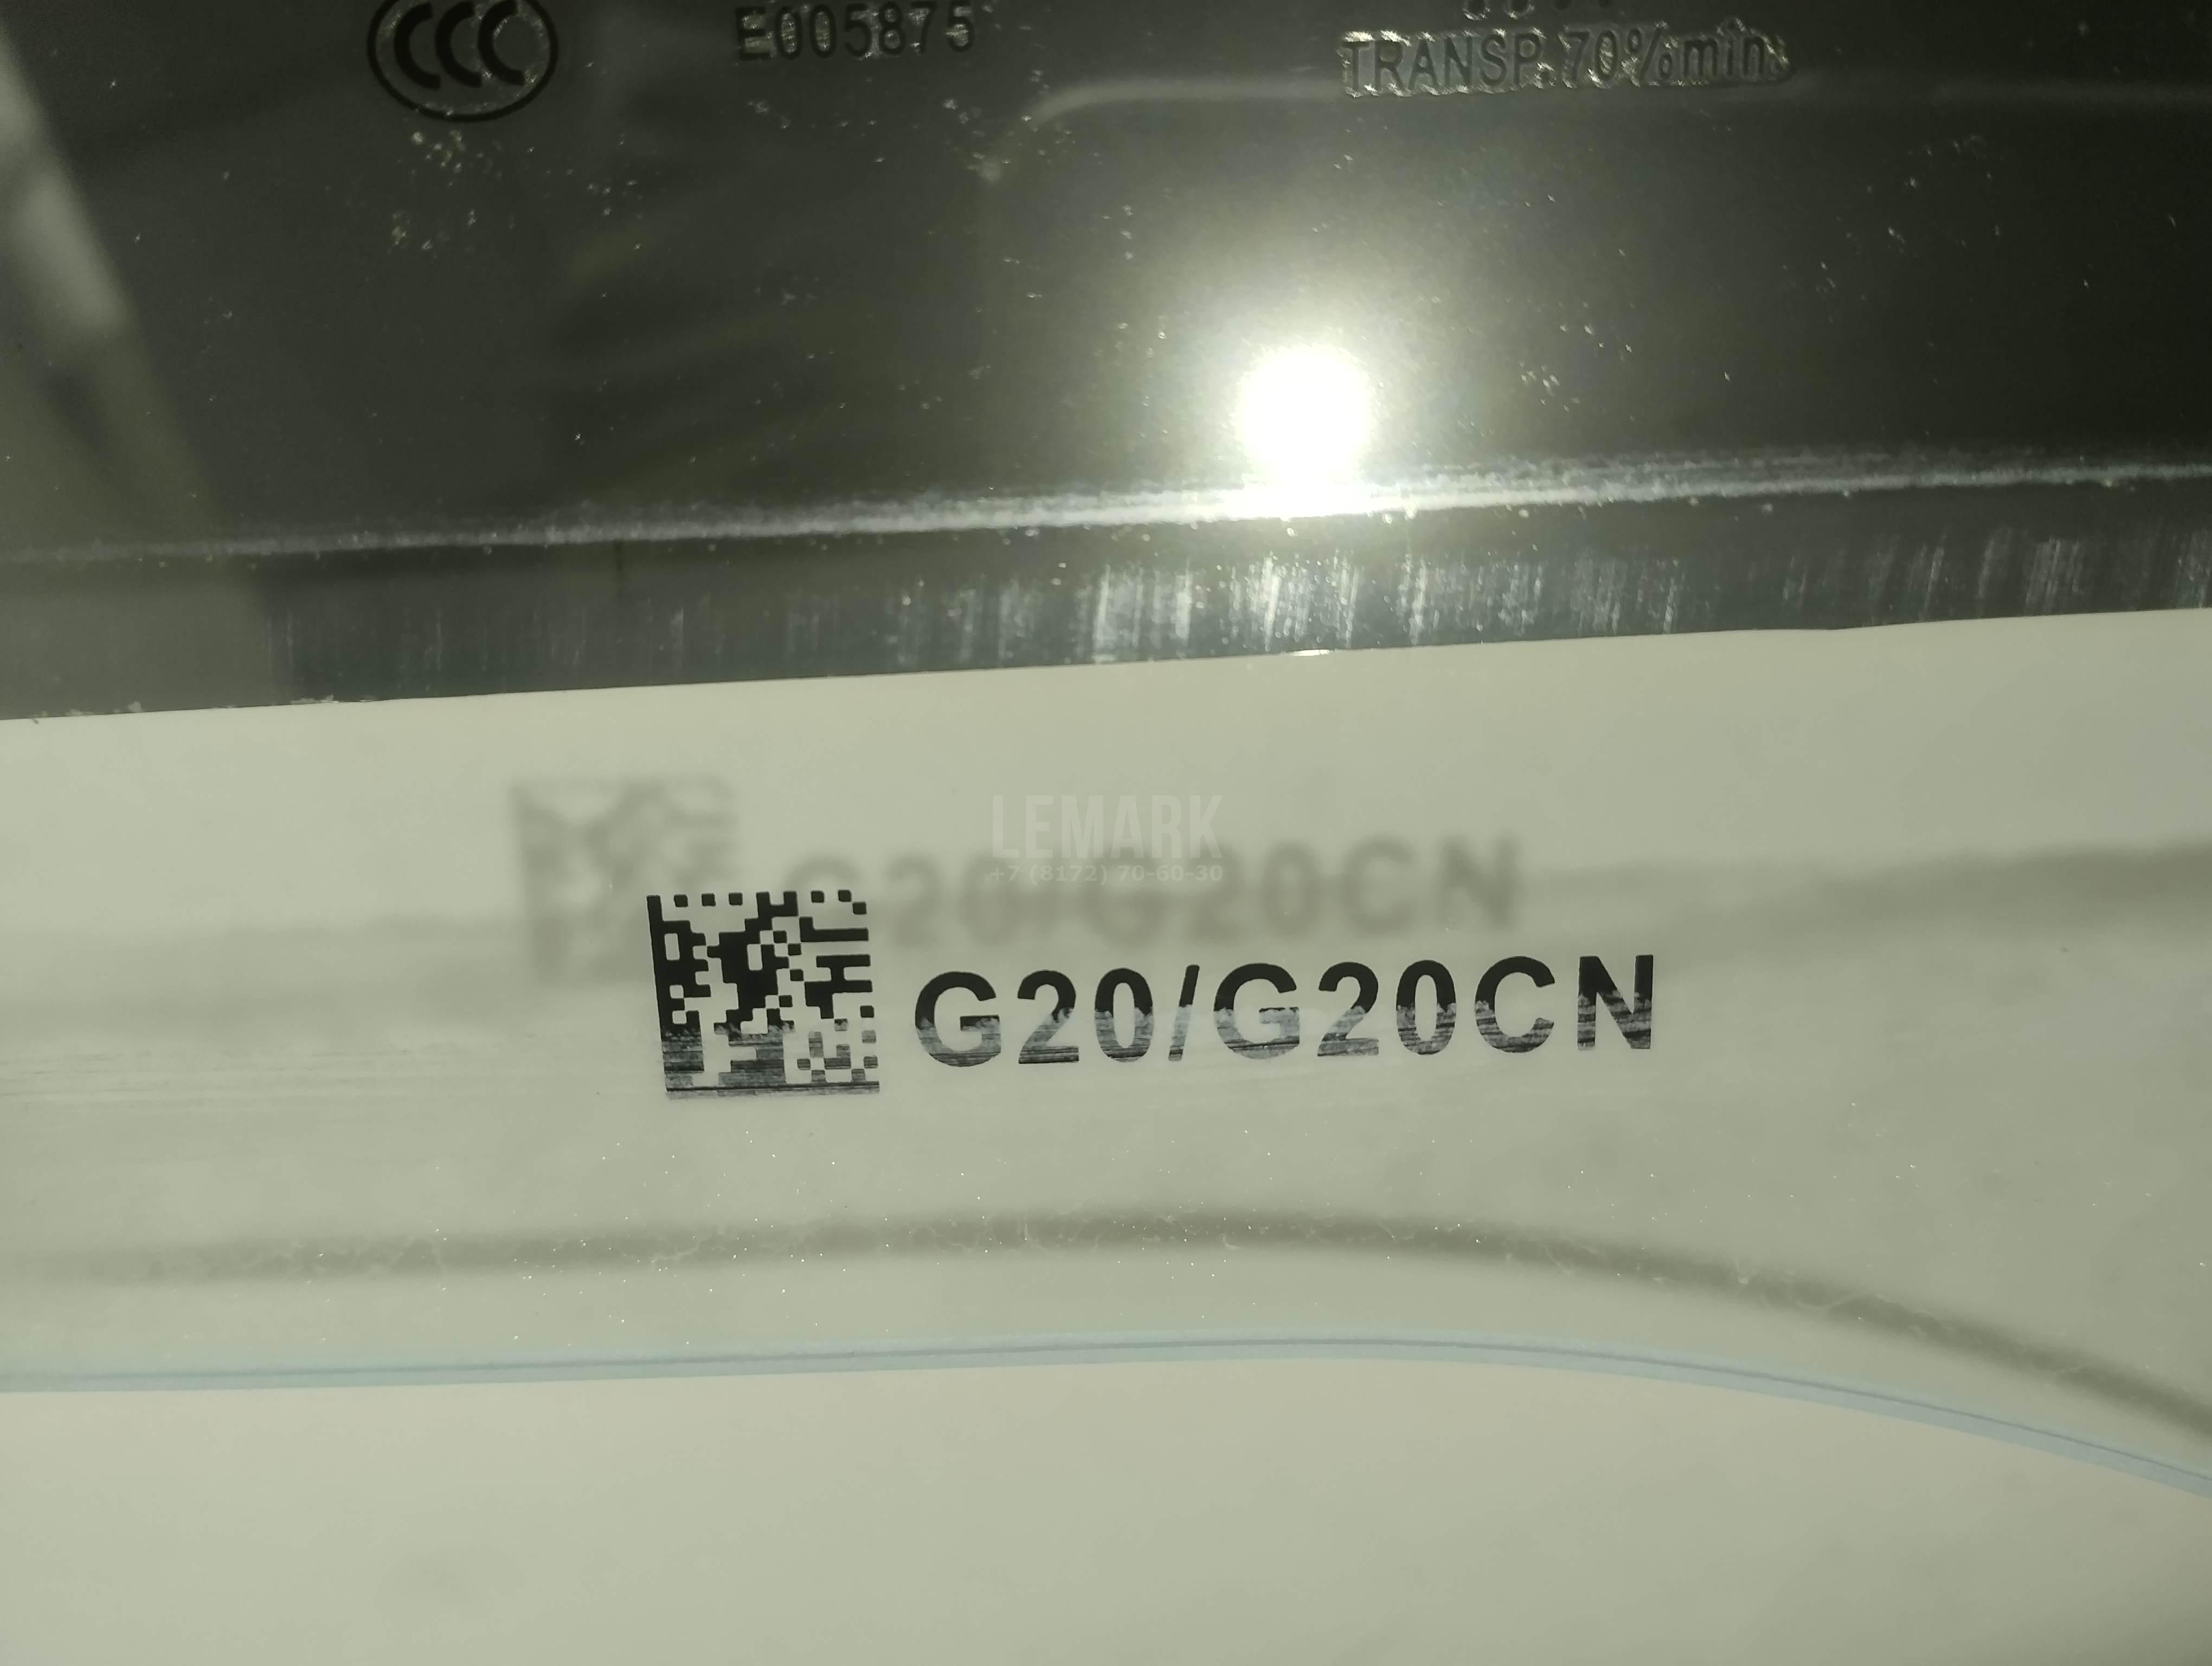 CCC
E005875
TRANSP.70%min.
LEMARK
+7 (8172) 70-60-30
G20/G20CN